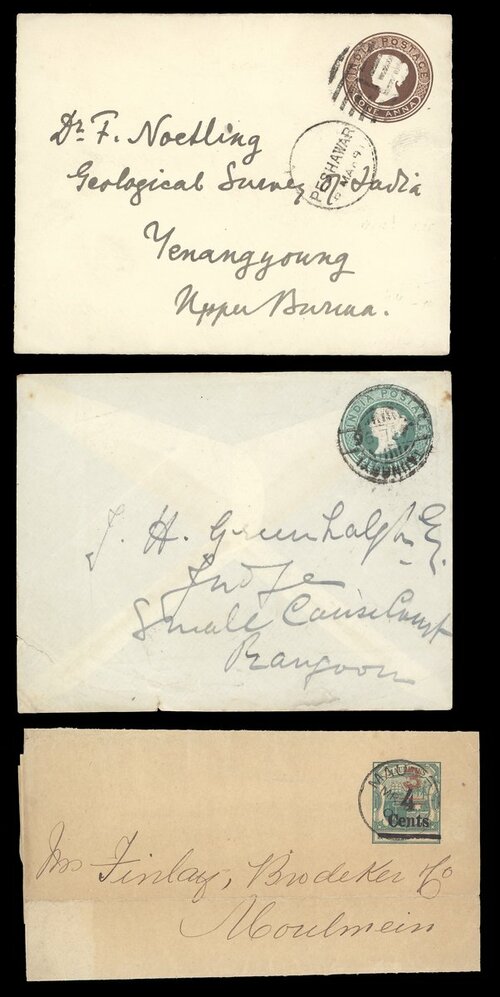 INDIA POSTAGE
ONE ANNA
PESHAWAR
Dr. F. Noetling
Geological Survey of India
Yenangyoung
Upper Burma.
INDIA POSTAGE
J. H. Greenhalgh Esq.
Judge
Small Cause Court
Rangoon
4
Cents
Mrs Finlay, Brodeker & Co
Moulmein